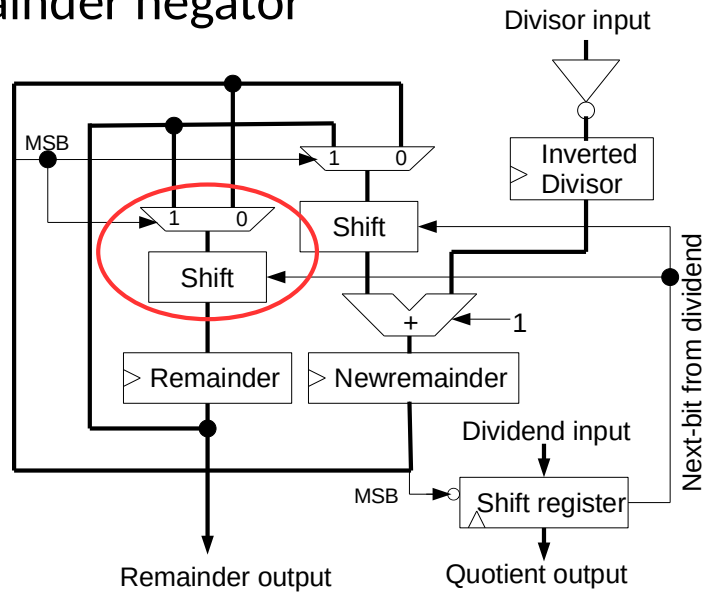 ainder negator
Divisor input
MSB
1 0
Inverted
Divisor
1 0
Shift
Shift
+
1
Remainder
Newremainder
Next-bit from dividend
Dividend input
MSB
Shift register
Remainder output
Quotient output